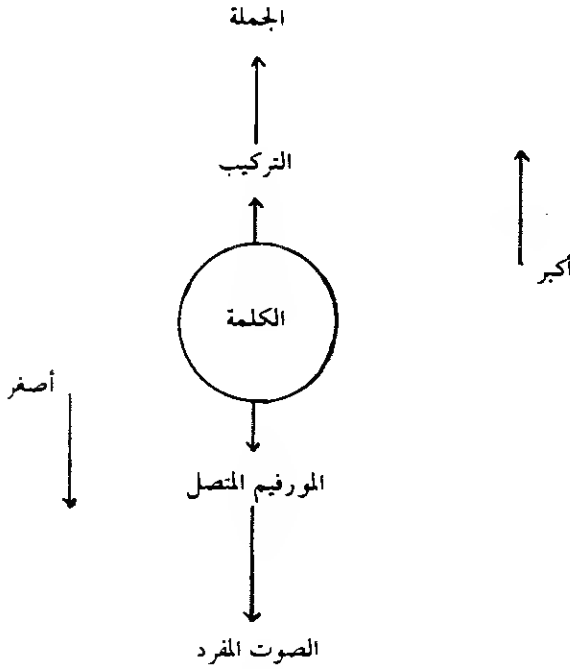 الجملة
التركيب
أكبر
الكلمة
أصغر
المورفيم المتصل
الصوت المفرد